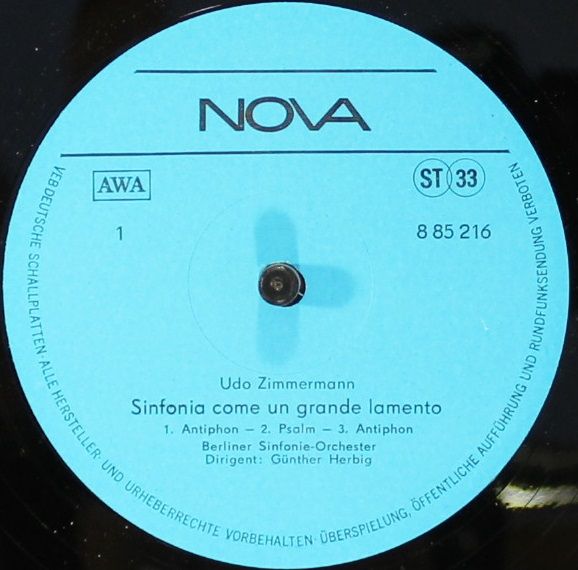 NOVA
AWA
ST 33
1
8 85 216
Udo Zimmermann
Sinfonia come un grande lamento
1. Antiphon – 2. Psalm – 3. Antiphon
Berliner Sinfonie-Orchester
Dirigent: Günther Herbig
VEB DEUTSCHE SCHALLPLATTEN · ALLE HERSTELLER- UND URHEBERRECHTE VORBEHALTEN · ÜBERSPIELUNG, ÖFFENTLICHE AUFFÜHRUNG UND RUNDFUNKSENDUNG VERBOTEN